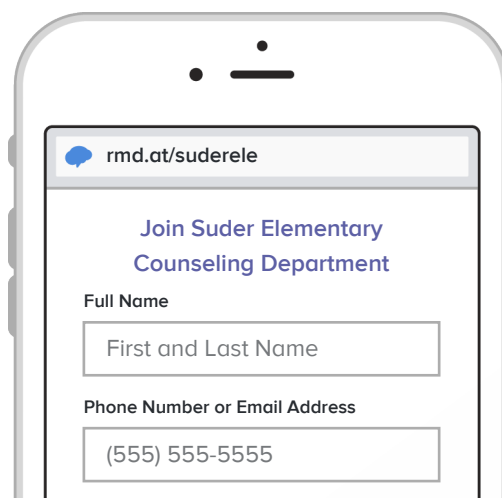 rmd.at/suderele
Join Suder Elementary
Counseling Department
Full Name
First and Last Name
Phone Number or Email Address
(555) 555-5555